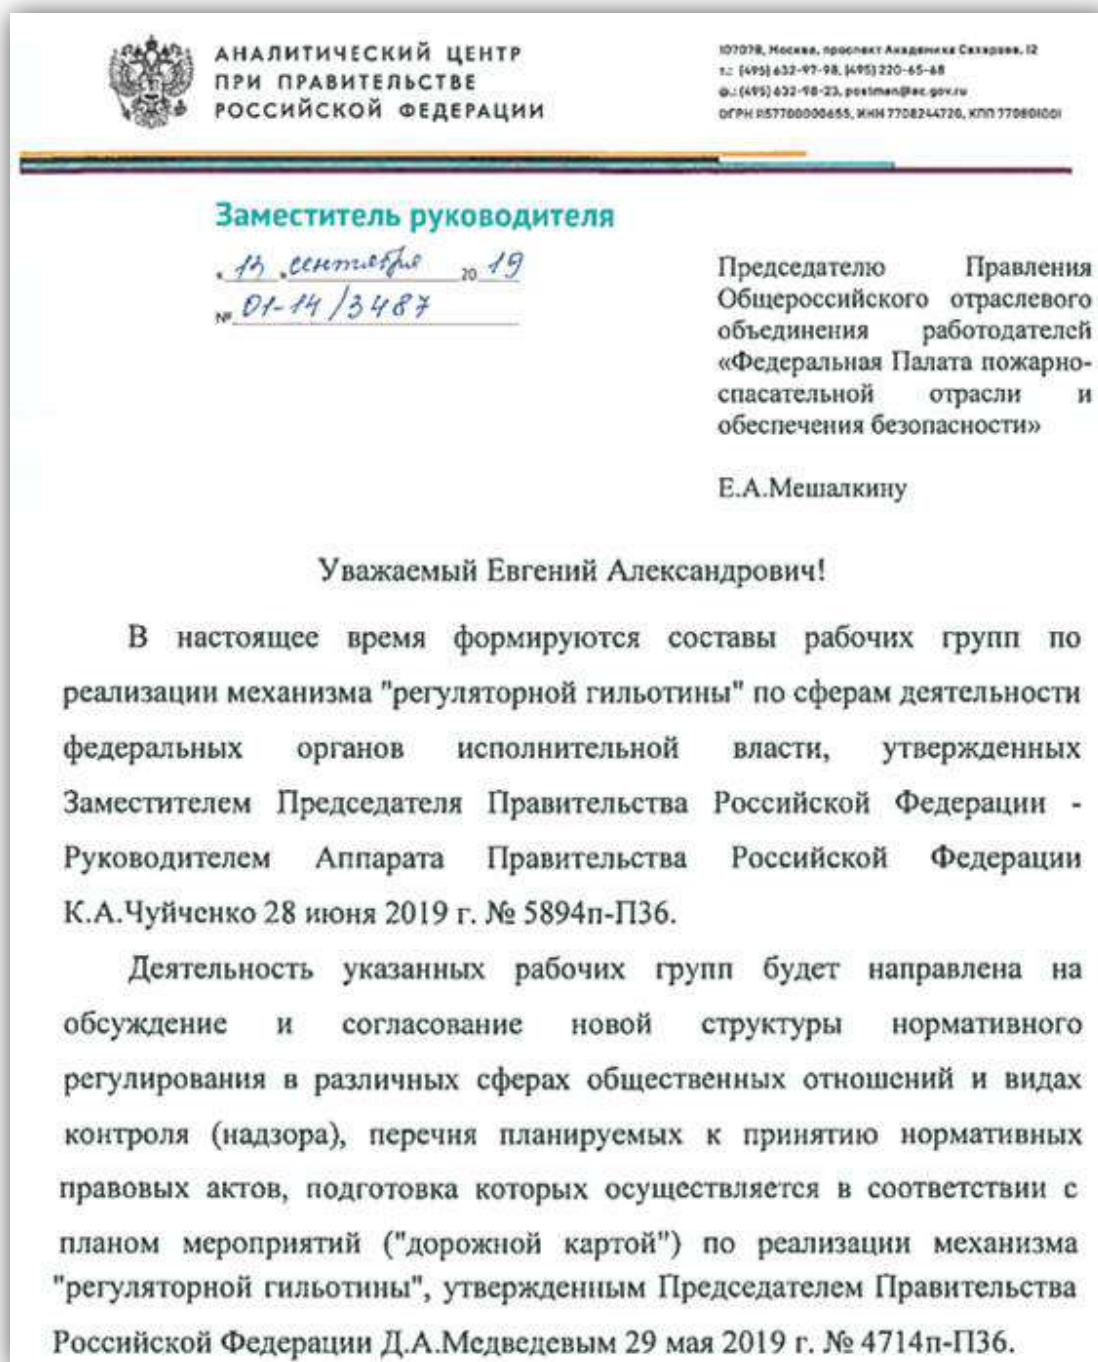 АНАЛИТИЧЕСКИЙ ЦЕНТР
ПРИ ПРАВИТЕЛЬСТВЕ
РОССИЙСКОЙ ФЕДЕРАЦИИ
107078, Москва, проспект Академика Сахарова, 12
т.: (495) 632-97-98, (495) 220-65-68
ф.: (495) 632-98-23, postman@ac.gov.ru
ОГРН 1157700000655, ИНН 7708244720, КПП 770801001
Заместитель руководителя
« 13 » сентября 20 19
№ 01-14/3487
Председателю Правления
Общероссийского отраслевого
объединения работодателей
«Федеральная Палата пожарно-
спасательной отрасли и
обеспечения безопасности»
Е.А.Мешалкину
Уважаемый Евгений Александрович!
В настоящее время формируются составы рабочих групп по
реализации механизма "регуляторной гильотины" по сферам деятельности
федеральных органов исполнительной власти, утвержденных
Заместителем Председателя Правительства Российской Федерации -
Руководителем Аппарата Правительства Российской Федерации
К.А.Чуйченко 28 июня 2019 г. № 5894п-П36.
Деятельность указанных рабочих групп будет направлена на
обсуждение и согласование новой структуры нормативного
регулирования в различных сферах общественных отношений и видах
контроля (надзора), перечня планируемых к принятию нормативных
правовых актов, подготовка которых осуществляется в соответствии с
планом мероприятий ("дорожной картой") по реализации механизма
"регуляторной гильотины", утвержденным Председателем Правительства
Российской Федерации Д.А.Медведевым 29 мая 2019 г. № 4714п-П36.